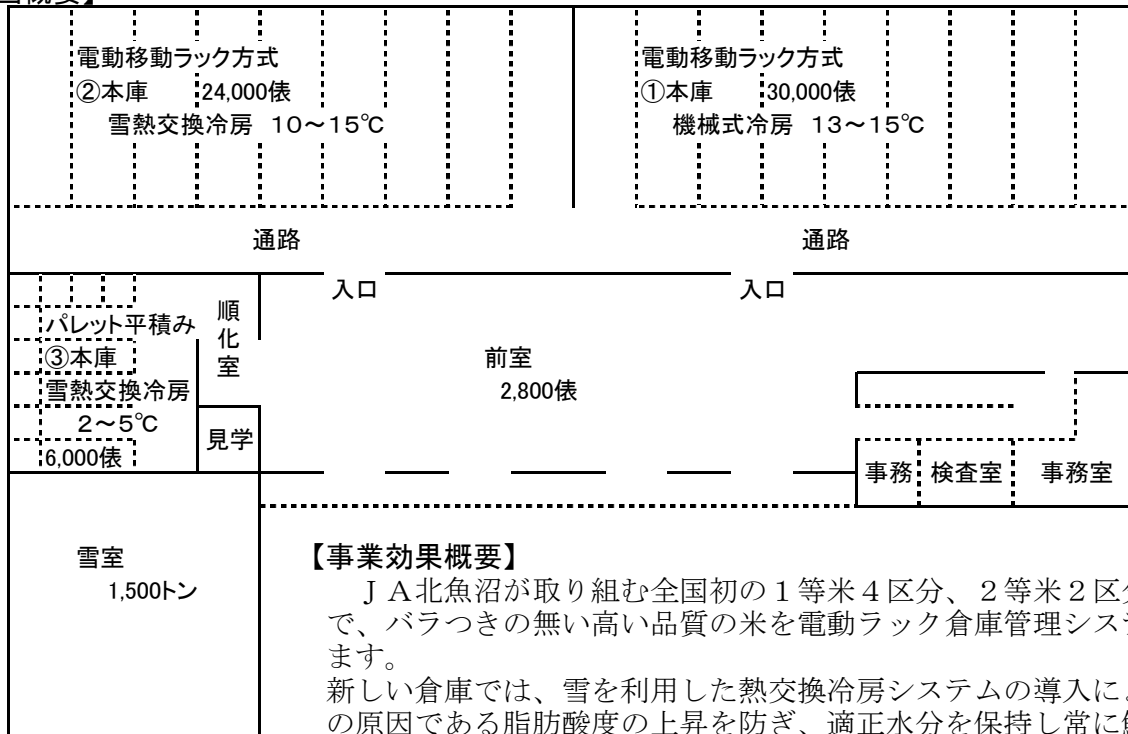 電動移動ラック方式
②本庫 24,000俵
雪熱交換冷房 10~15℃
電動移動ラック方式
①本庫 30,000俵
機械式冷房 13~15℃
通路
通路
入口
入口
パレット平積み
③本庫
雪熱交換冷房
2~5℃
6,000俵
順化室
見学
前室
2,800俵
事務
検査室
事務室
雪室
1,500トン
【事業効果概要】
JA北魚沼が取り組む全国初の1等米4区分、2等米2区分
で、バラつきの無い高い品質の米を電動ラック倉庫管理システ
ます。
新しい倉庫では、雪を利用した熱交換冷房システムの導入に
の原因である脂肪酸度の上昇を防ぎ、適正水分を保持し常に